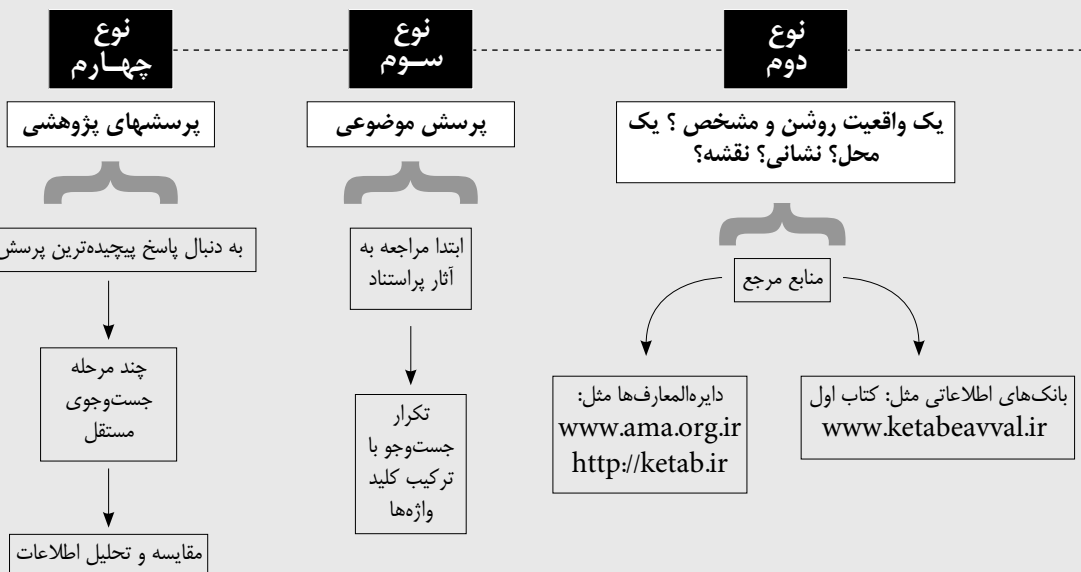 نوع
دوم
یک واقعیت روشن و مشخص ؟ یک
محل؟ نشانی؟ نقشه؟
منابع مرجع
بانک‌های اطلاعاتی مثل: کتاب اول
www.ketabeavval.ir
دایره‌المعارف‌ها مثل:
www.ama.org.ir
http://ketab.ir
نوع
ســوم
پرسش موضوعی
ابتدا مراجعه به
آثار پراستناد
تکرار
جست‌وجو با
ترکیب کلید
واژه‌ها
نوع
چهــارم
پرسشهای پژوهشی
به دنبال پاسخ پیچیده‌ترین پرسش
چند مرحله
جست‌وجوی
مستقل
مقایسه و تحلیل اطلاعات